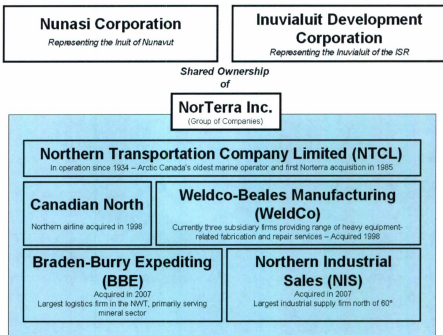 Nunasi Corporation
Representing the Inuit of Nunavut
Inuvialuit Development
Corporation
Representing the Inuvialuit of the ISR
Shared Ownership
of
NorTerra Inc.
(Group of Companies)
Northern Transportation Company Limited (NTCL)
In operation since 1934 – Arctic Canada's oldest marine operator and first Norterra acquisition in 1985
Canadian North
Northern airline acquired in 1998
Weldco-Beales Manufacturing
(WeldCo)
Currently three subsidiary firms providing range of heavy equipment-
related fabrication and repair services – Acquired 1998
Braden-Burry Expediting
(BBE)
Acquired in 2007
Largest logistics firm in the NWT, primarily serving
mineral sector
Northern Industrial
Sales (NIS)
Acquired in 2007
Largest industrial supply firm north of 60°